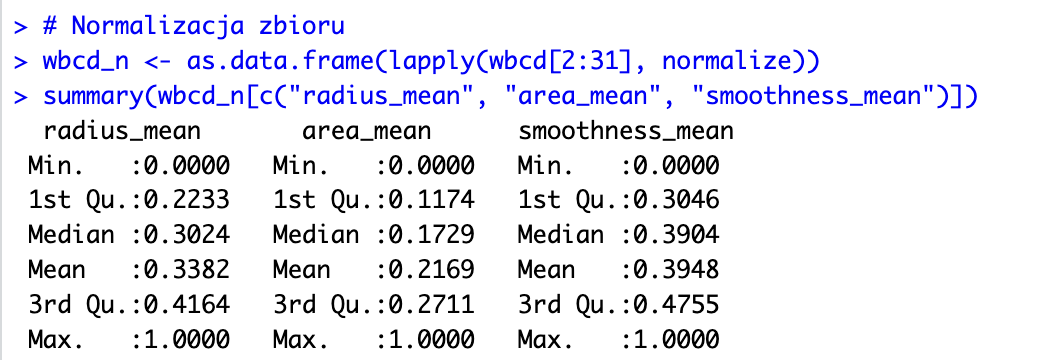 > # Normalizacja zbioru
> wbcd_n <- as.data.frame(lapply(wbcd[2:31], normalize))
> summary(wbcd_n[c("radius_mean", "area_mean", "smoothness_mean")])
  radius_mean       area_mean      smoothness_mean
 Min.   :0.0000   Min.   :0.0000   Min.   :0.0000
 1st Qu.:0.2233   1st Qu.:0.1174   1st Qu.:0.3046
 Median :0.3024   Median :0.1729   Median :0.3904
 Mean   :0.3382   Mean   :0.2169   Mean   :0.3948
 3rd Qu.:0.4164   3rd Qu.:0.2711   3rd Qu.:0.4755
 Max.   :1.0000   Max.   :1.0000   Max.   :1.0000